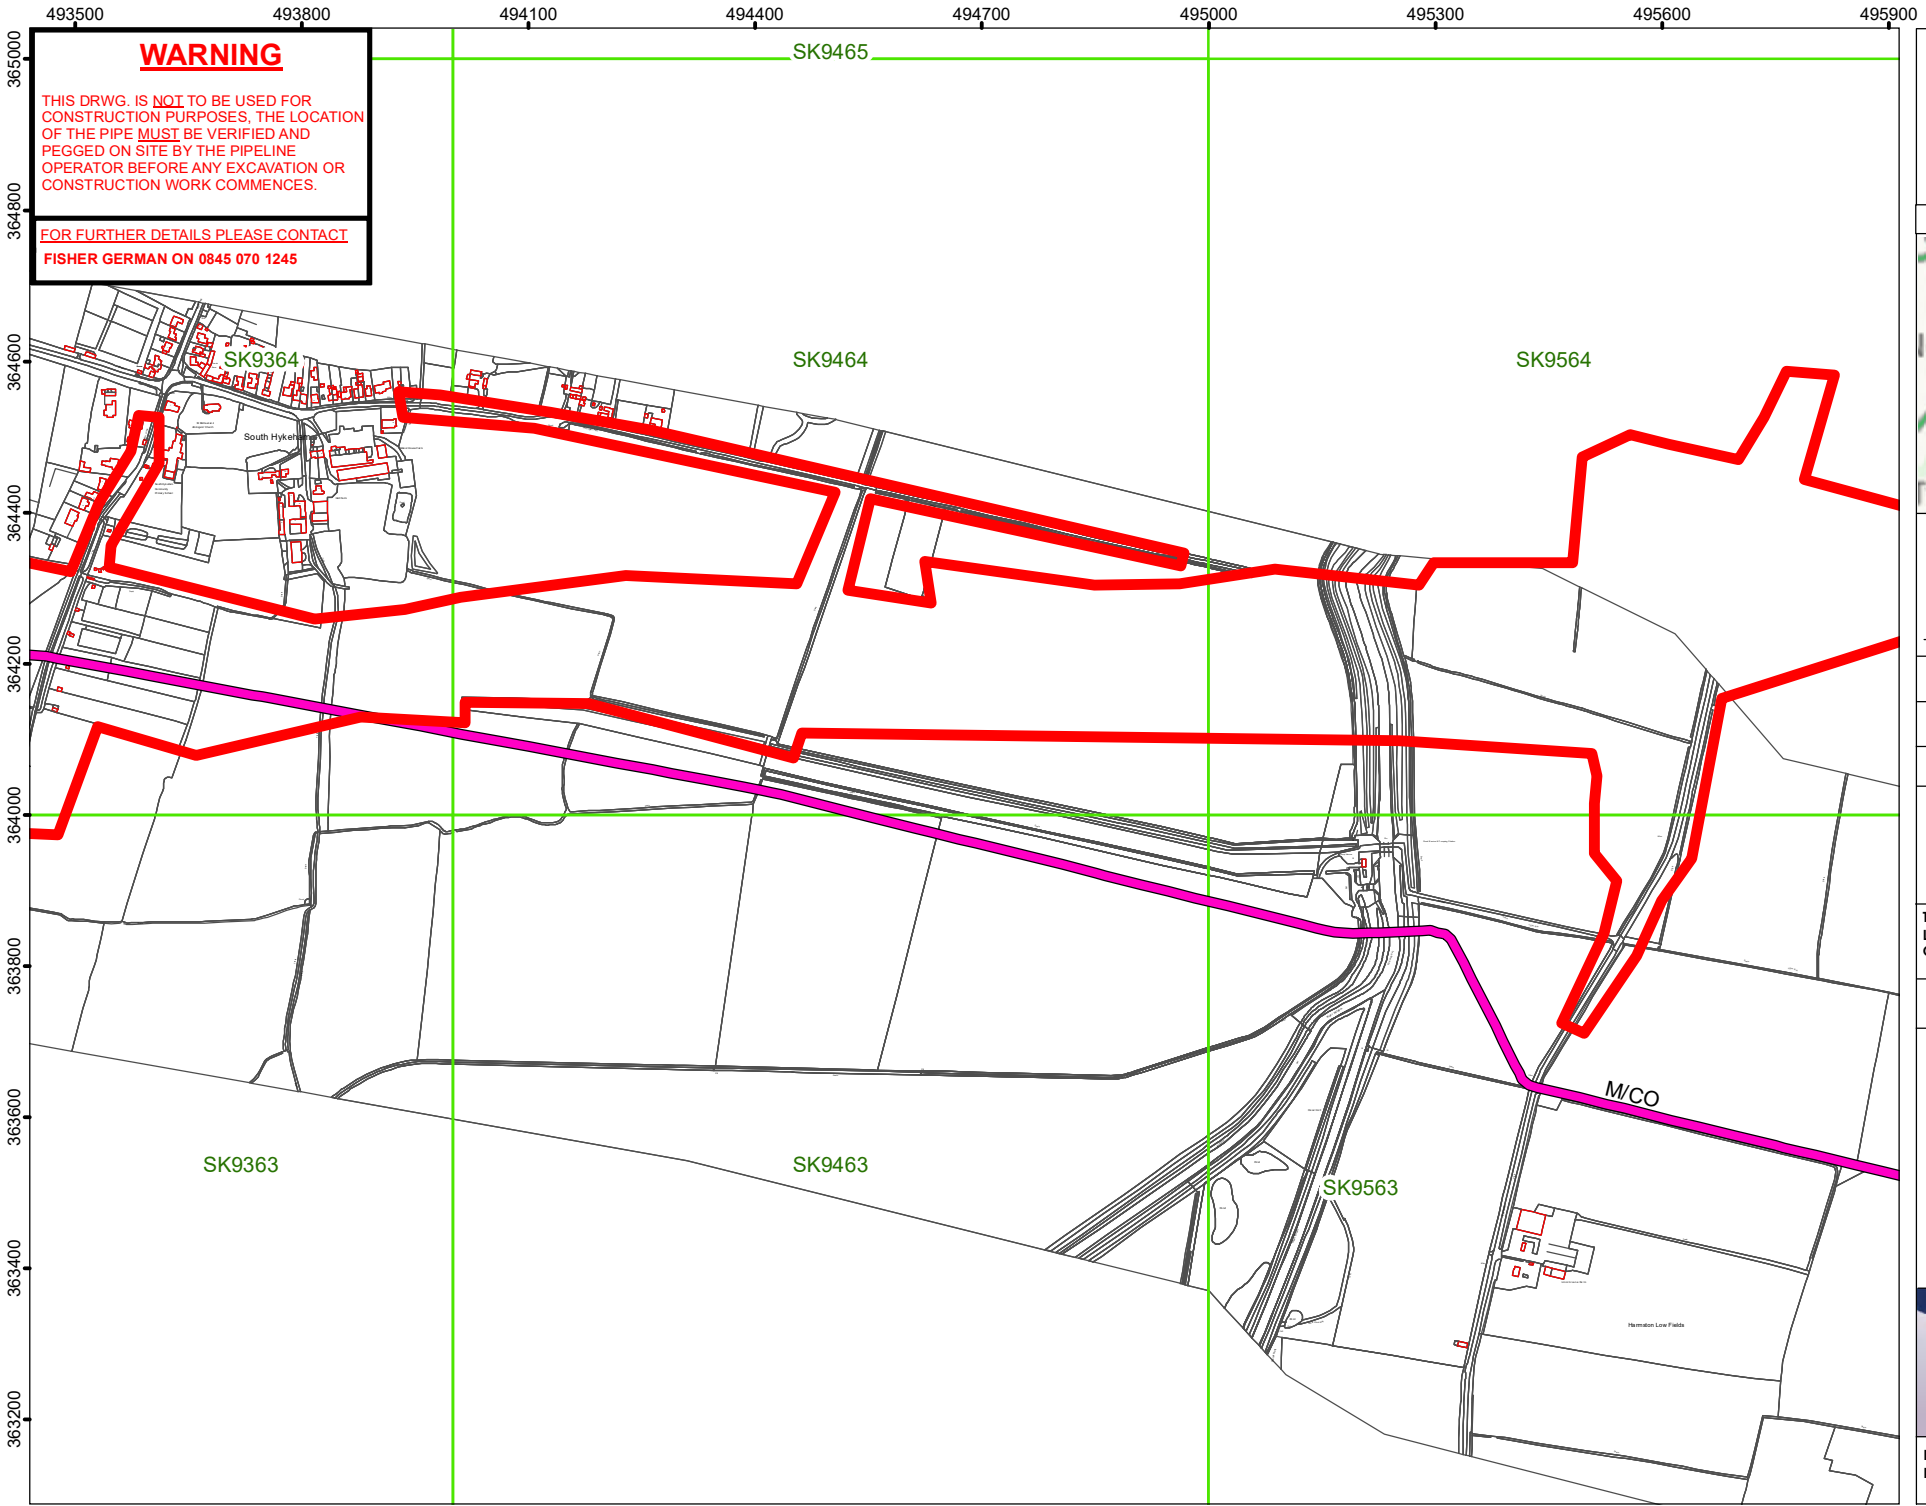 493500 493800 494100 494400 494700 495000 495300 495600 495900
365000
364800
364600
364400
364200
364000
363800
363600
363400
363200
WARNING
THIS DRWG. IS NOT TO BE USED FOR
CONSTRUCTION PURPOSES, THE LOCATION
OF THE PIPE MUST BE VERIFIED AND
PEGGED ON SITE BY THE PIPELINE
OPERATOR BEFORE ANY EXCAVATION OR
CONSTRUCTION WORK COMMENCES.
FOR FURTHER DETAILS PLEASE CONTACT
FISHER GERMAN ON 0845 070 1245
SK9465
SK9364
SK9464
SK9564
South Hykeham
M/CO
SK9363
SK9463
SK9563
Harmston Low Fields